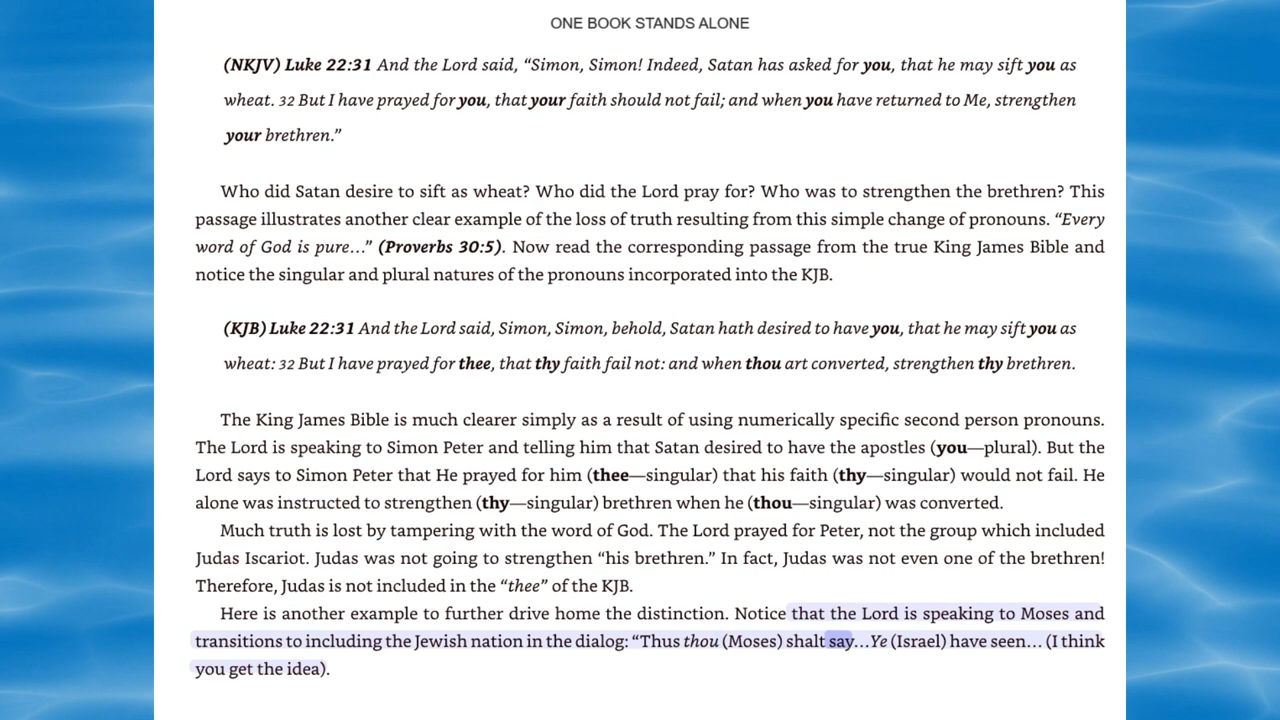 ONE BOOK STANDS ALONE
(NKJV) Luke 22:31 And the Lord said, “Simon, Simon! Indeed, Satan has asked for you, that he may sift you as
wheat. 32 But I have prayed for you, that your faith should not fail; and when you have returned to Me, strengthen
your brethren.”
Who did Satan desire to sift as wheat? Who did the Lord pray for? Who was to strengthen the brethren? This
passage illustrates another clear example of the loss of truth resulting from this simple change of pronouns. “Every
word of God is pure…” (Proverbs 30:5). Now read the corresponding passage from the true King James Bible and
notice the singular and plural natures of the pronouns incorporated into the KJB.
(KJB) Luke 22:31 And the Lord said, Simon, Simon, behold, Satan hath desired to have you, that he may sift you as
wheat: 32 But I have prayed for thee, that thy faith fail not: and when thou art converted, strengthen thy brethren.
The King James Bible is much clearer simply as a result of using numerically specific second person pronouns.
The Lord is speaking to Simon Peter and telling him that Satan desired to have the apostles (you—plural). But the
Lord says to Simon Peter that He prayed for him (thee—singular) that his faith (thy—singular) would not fail. He
alone was instructed to strengthen (thy—singular) brethren when he (thou—singular) was converted.
Much truth is lost by tampering with the word of God. The Lord prayed for Peter, not the group which included
Judas Iscariot. Judas was not going to strengthen “his brethren.” In fact, Judas was not even one of the brethren!
Therefore, Judas is not included in the “thee” of the KJB.
Here is another example to further drive home the distinction. Notice that the Lord is speaking to Moses and
transitions to including the Jewish nation in the dialog: “Thus thou (Moses) shalt say…Ye (Israel) have seen… (I think
you get the idea).